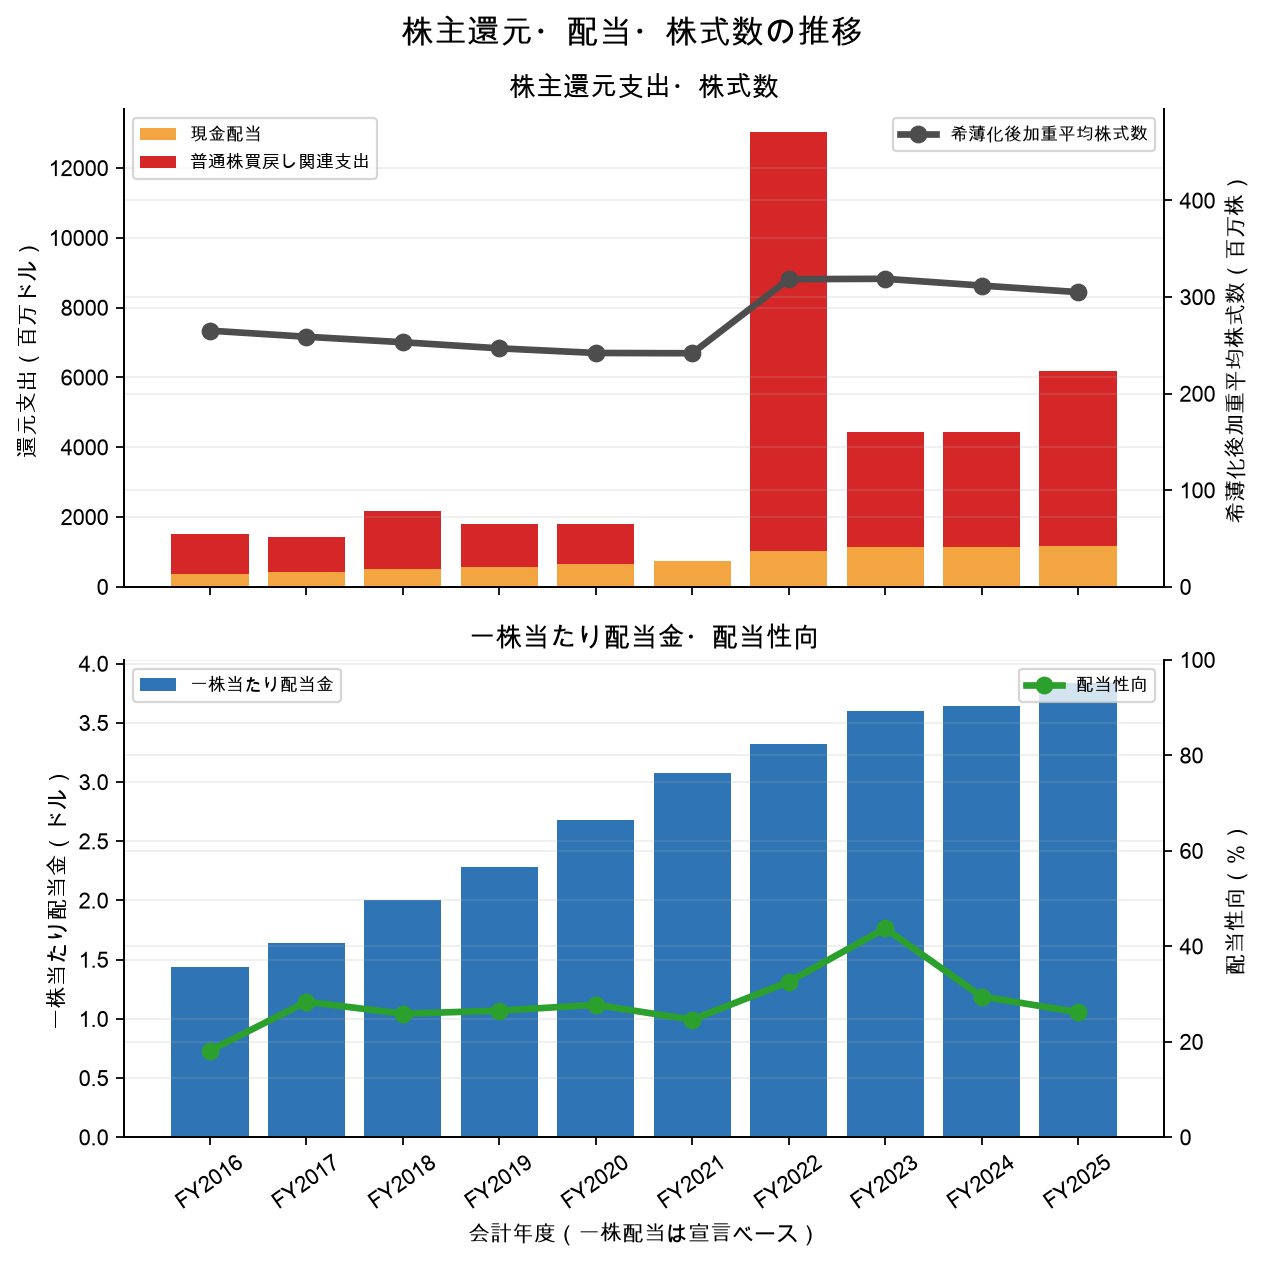 株主還元・配当・株式数の推移
株主還元支出・株式数
現金配当
普通株買戻し関連支出
希薄化後加重平均株式数
還元支出(百万ドル)
12000
10000
8000
6000
4000
2000
0
400
300
200
100
0
希薄化後加重平均株式数(百万株)
一株当たり配当金・配当性向
一株当たり配当金
配当性向
一株当たり配当金(ドル)
4.0
3.5
3.0
2.5
2.0
1.5
1.0
0.5
0.0
100
80
60
40
20
0
配当性向(%)
FY2016
FY2017
FY2018
FY2019
FY2020
FY2021
FY2022
FY2023
FY2024
FY2025
会計年度(一株配当は宣言ベース)